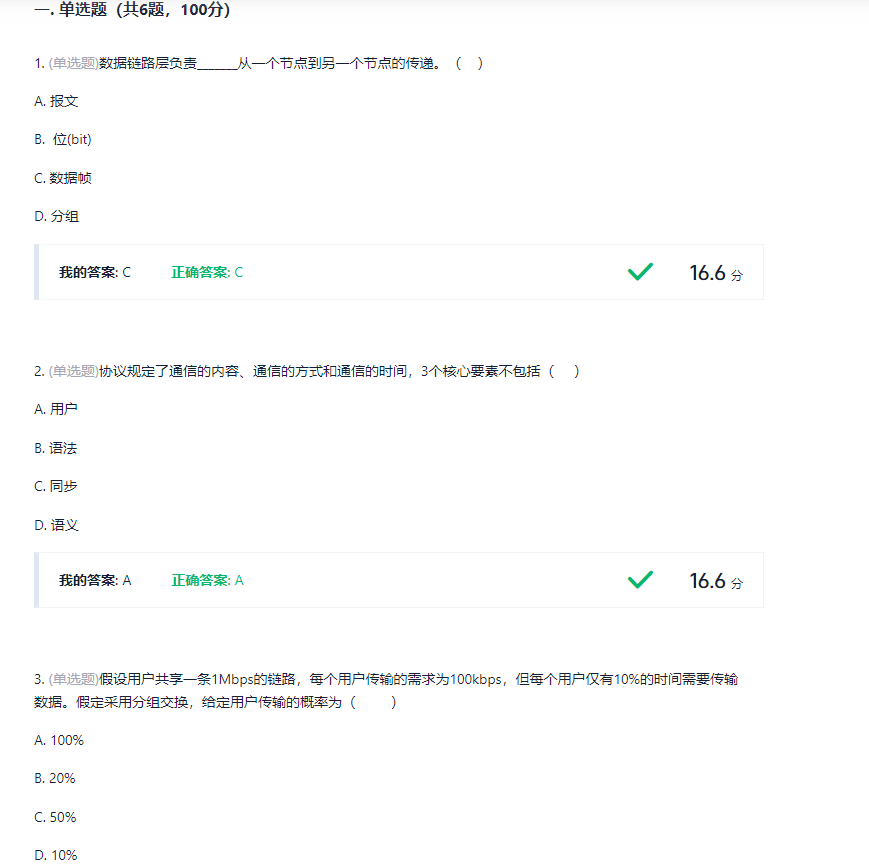 一. 单选题（共6题，100分）
1. (单选题)数据链路层负责______从一个节点到另一个节点的传递。（ ）
A. 报文
B. 位(bit)
C. 数据帧
D. 分组
我的答案: C 正确答案: C 16.6 分
2. (单选题)协议规定了通信的内容、通信的方式和通信的时间，3个核心要素不包括（ ）
A. 用户
B. 语法
C. 同步
D. 语义
我的答案: A 正确答案: A 16.6 分
3. (单选题)假设用户共享一条1Mbps的链路，每个用户传输的需求为100kbps，但每个用户仅有10%的时间需要传输
数据。假定采用分组交换，给定用户传输的概率为（ ）
A. 100%
B. 20%
C. 50%
D. 10%